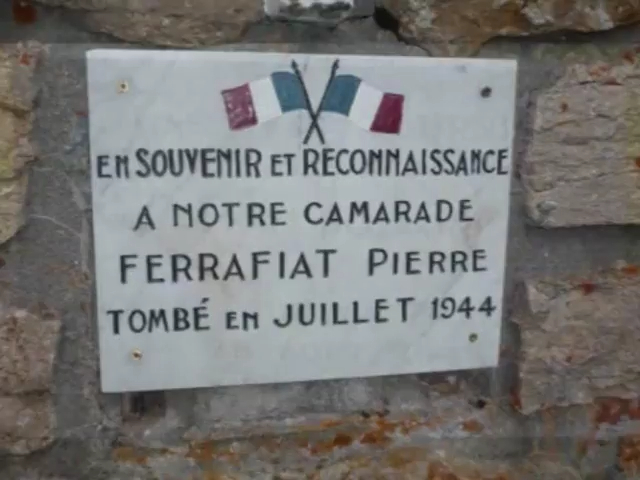 EN SOUVENIR ET RECONNAISSANCE
A NOTRE CAMARADE
FERRAFIAT PIERRE
TOMBÉ EN JUILLET 1944